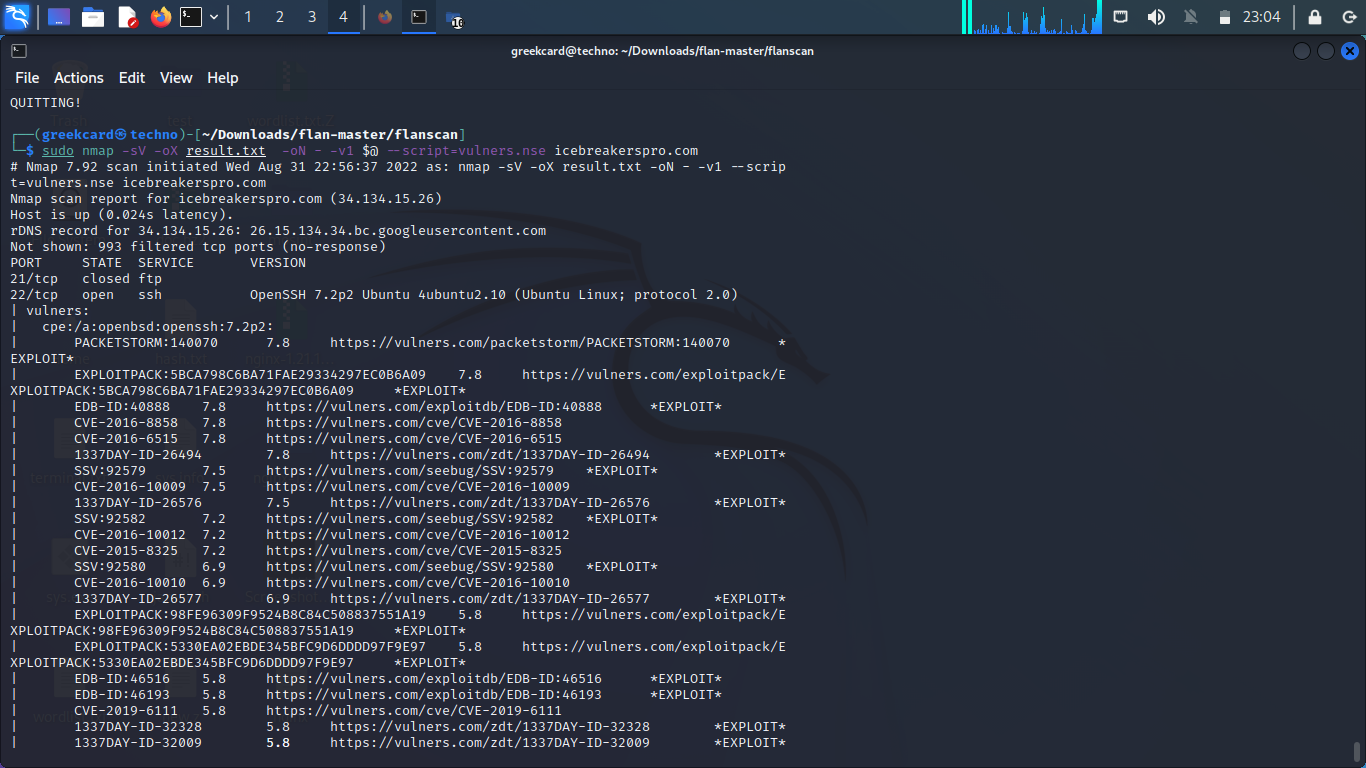 1 2 3 4 10 23:04
greekcard@techno: ~/Downloads/flan-master/flanscan
File Actions Edit View Help
QUITTING!
┌──(greekcard㉿techno)-[~/Downloads/flan-master/flanscan]
└─$ sudo nmap -sV -oX result.txt  -oN - -v1 $@ --script=vulners.nse icebreakerspro.com
# Nmap 7.92 scan initiated Wed Aug 31 22:56:37 2022 as: nmap -sV -oX result.txt -oN - -v1 --scrip
t=vulners.nse icebreakerspro.com
Nmap scan report for icebreakerspro.com (34.134.15.26)
Host is up (0.024s latency).
rDNS record for 34.134.15.26: 26.15.134.34.bc.googleusercontent.com
Not shown: 993 filtered tcp ports (no-response)
PORT     STATE  SERVICE       VERSION
21/tcp   closed ftp
22/tcp   open   ssh           OpenSSH 7.2p2 Ubuntu 4ubuntu2.10 (Ubuntu Linux; protocol 2.0)
| vulners:
|   cpe:/a:openbsd:openssh:7.2p2:
|       PACKETSTORM:140070      7.8     https://vulners.com/packetstorm/PACKETSTORM:140070      *
EXPLOIT*
|       EXPLOITPACK:5BCA798C6BA71FAE29334297EC0B6A09    7.8     https://vulners.com/exploitpack/E
XPLOITPACK:5BCA798C6BA71FAE29334297EC0B6A09     *EXPLOIT*
|       EDB-ID:40888    7.8     https://vulners.com/exploitdb/EDB-ID:40888      *EXPLOIT*
|       CVE-2016-8858   7.8     https://vulners.com/cve/CVE-2016-8858
|       CVE-2016-6515   7.8     https://vulners.com/cve/CVE-2016-6515
|       1337DAY-ID-26494        7.8     https://vulners.com/zdt/1337DAY-ID-26494        *EXPLOIT*
|       SSV:92579       7.5     https://vulners.com/seebug/SSV:92579    *EXPLOIT*
|       CVE-2016-10009  7.5     https://vulners.com/cve/CVE-2016-10009
|       1337DAY-ID-26576        7.5     https://vulners.com/zdt/1337DAY-ID-26576        *EXPLOIT*
|       SSV:92582       7.2     https://vulners.com/seebug/SSV:92582    *EXPLOIT*
|       CVE-2016-10012  7.2     https://vulners.com/cve/CVE-2016-10012
|       CVE-2015-8325   7.2     https://vulners.com/cve/CVE-2015-8325
|       SSV:92580       6.9     https://vulners.com/seebug/SSV:92580    *EXPLOIT*
|       CVE-2016-10010  6.9     https://vulners.com/cve/CVE-2016-10010
|       1337DAY-ID-26577        6.9     https://vulners.com/zdt/1337DAY-ID-26577        *EXPLOIT*
|       EXPLOITPACK:98FE96309F9524B8C84C508837551A19    5.8     https://vulners.com/exploitpack/E
XPLOITPACK:98FE96309F9524B8C84C508837551A19     *EXPLOIT*
|       EXPLOITPACK:5330EA02EBDE345BFC9D6DDDD97F9E97    5.8     https://vulners.com/exploitpack/E
XPLOITPACK:5330EA02EBDE345BFC9D6DDDD97F9E97     *EXPLOIT*
|       EDB-ID:46516    5.8     https://vulners.com/exploitdb/EDB-ID:46516      *EXPLOIT*
|       EDB-ID:46193    5.8     https://vulners.com/exploitdb/EDB-ID:46193      *EXPLOIT*
|       CVE-2019-6111   5.8     https://vulners.com/cve/CVE-2019-6111
|       1337DAY-ID-32328        5.8     https://vulners.com/zdt/1337DAY-ID-32328        *EXPLOIT*
|       1337DAY-ID-32009        5.8     https://vulners.com/zdt/1337DAY-ID-32009        *EXPLOIT*